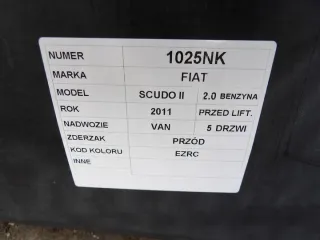 NUMER 1025NK
MARKA FIAT
MODEL SCUDO II 2.0 BENZYNA
ROK 2011 PRZED LIFT.
NADWOZIE VAN 5 DRZWI
ZDERZAK PRZÓD
KOD KOLORU EZRC
INNE